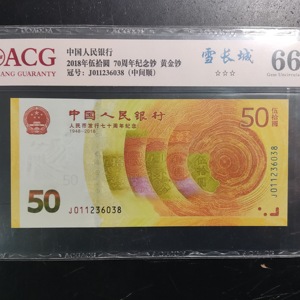 ACG
GUARANTY
中国人民银行
2018年伍拾圆 70周年纪念钞 黄金钞
冠号：J011236038（中间顺）
雪长城
☆☆☆
66
中国人民银行
人民币发行七十周年纪念
1948-2018
50
伍拾圆
50
J011236038
J011236038